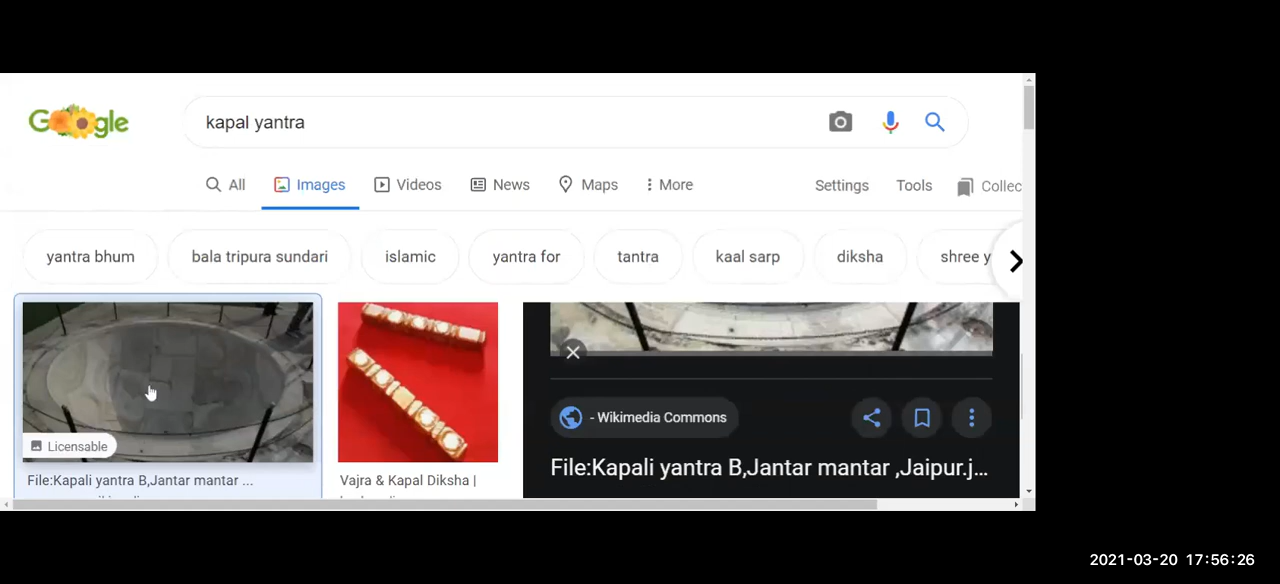 Google
kapal yantra
All Images Videos News Maps More Settings Tools Collec
yantra bhum bala tripura sundari islamic yantra for tantra kaal sarp diksha shree y
Licensable
File:Kapali yantra B,Jantar mantar ...
Vajra & Kapal Diksha |
- Wikimedia Commons
File:Kapali yantra B,Jantar mantar ,Jaipur.j...
2021-03-20 17:56:26